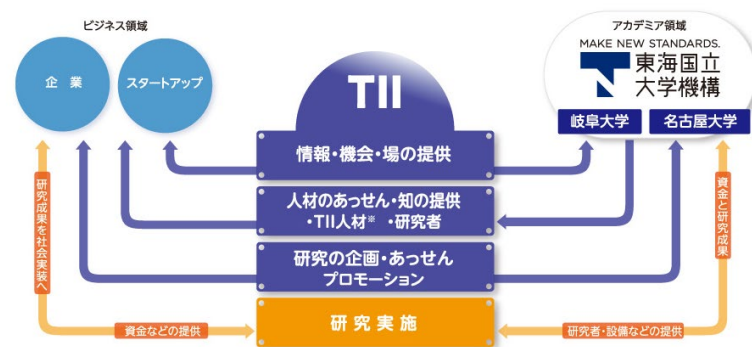 ビジネス領域
アカデミア領域
企業
スタートアップ
TII
MAKE NEW STANDARDS.
東海国立
大学機構
岐阜大学
名古屋大学
情報・機会・場の提供
人材のあっせん・知の提供
・TII人材※ ・研究者
研究の企画・あっせん
プロモーション
研究実施
研究成果を社会実装へ
資金と研究成果
資金などの提供
研究者・設備などの提供